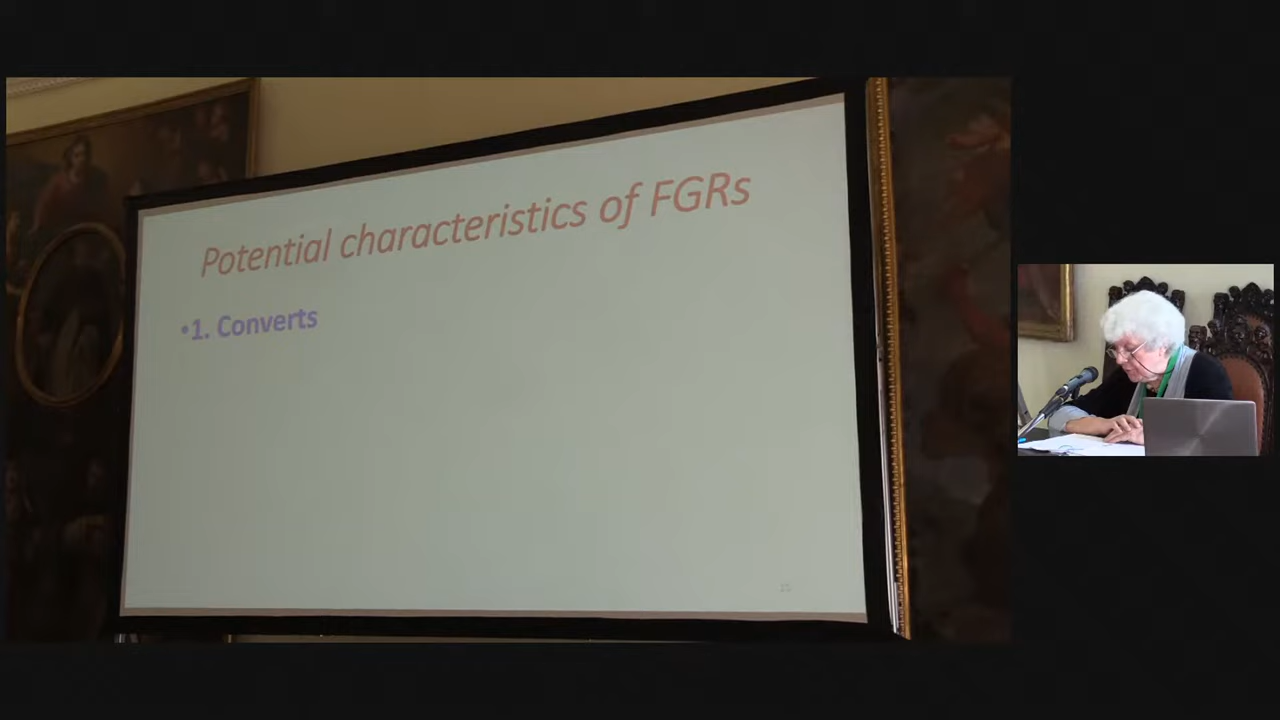 Potential characteristics of FGRs
•1. Converts